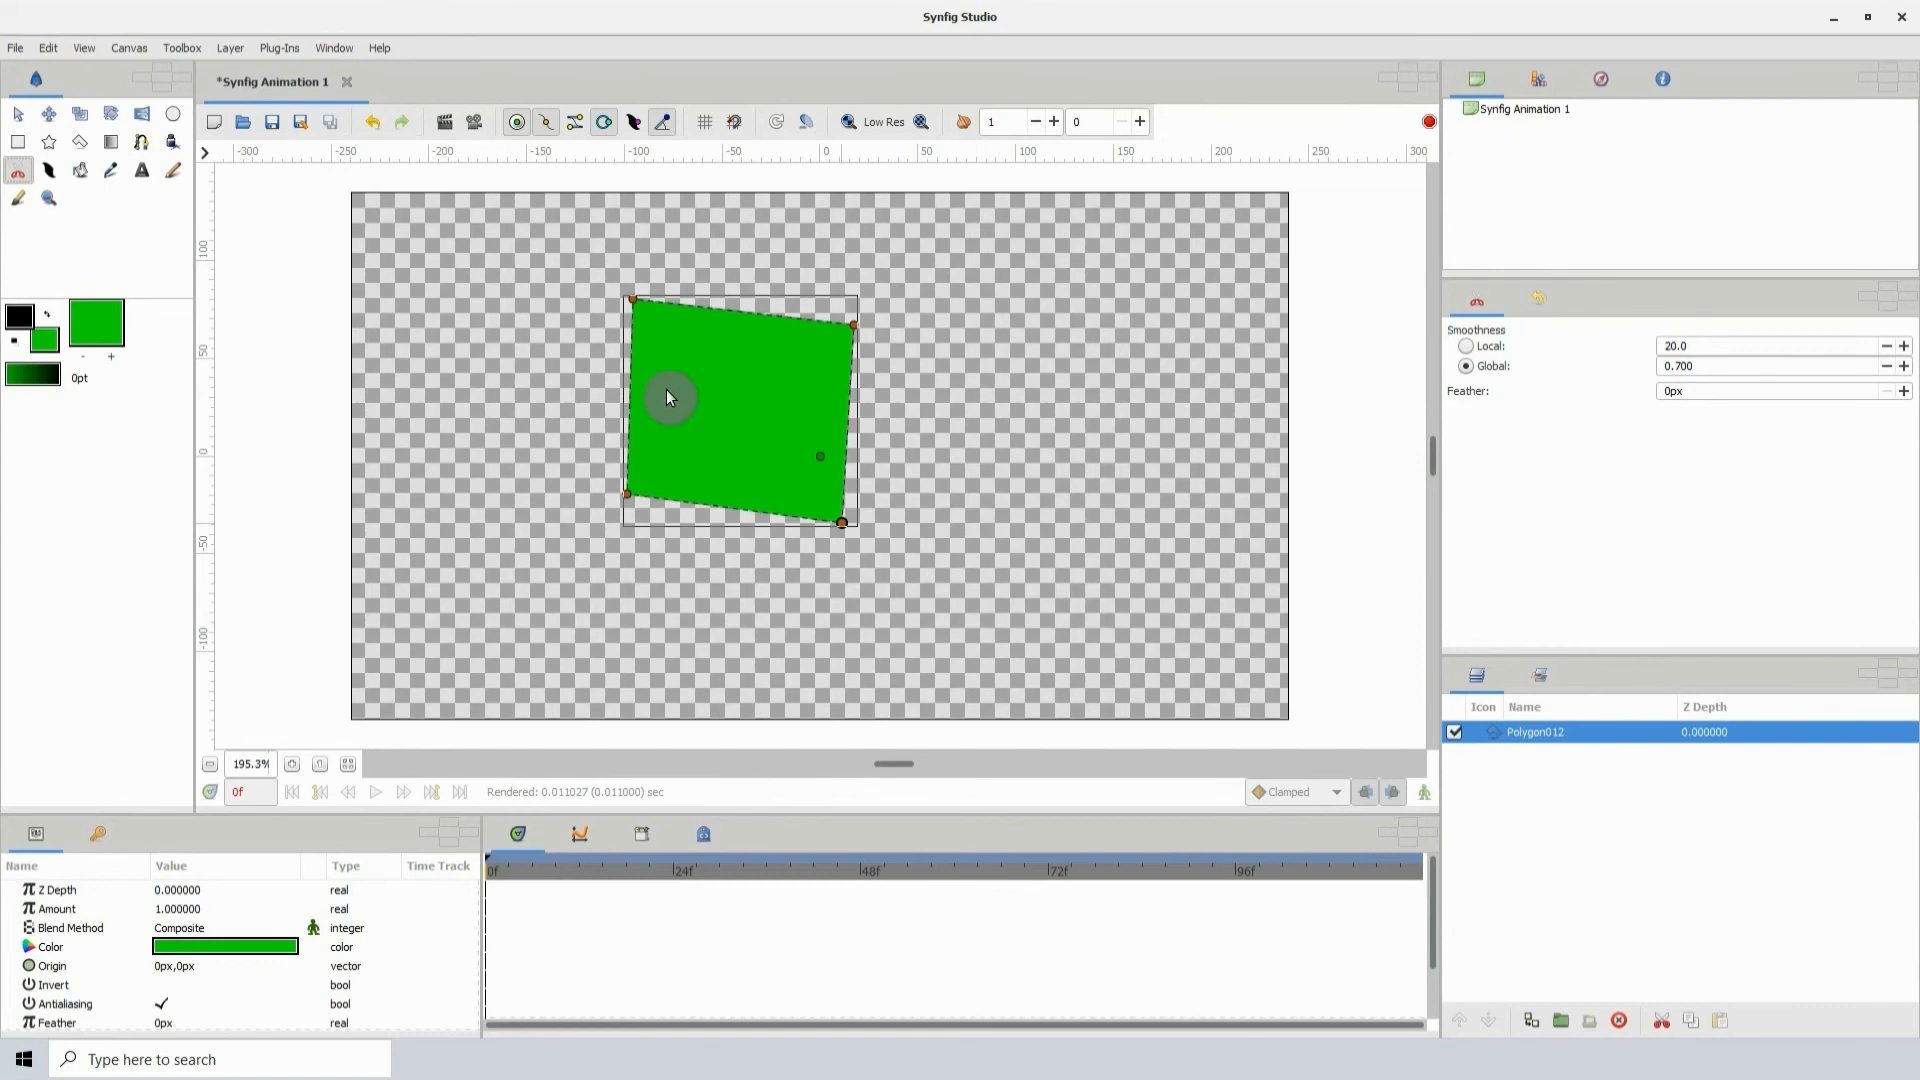 Synfig Studio
File Edit View Canvas Toolbox Layer Plug-Ins Window Help
*Synfig Animation 1
Low Res 1 0
-300 -250 -200 -150 -100 -50 0 50 100 150 200 250 300
100
50
0
-50
-100
- +
0pt
Synfig Animation 1
Smoothness
Local: 20.0
Global: 0.700
Feather: 0px
Icon Name Z Depth
Polygon012 0.000000
195.3%
0f Rendered: 0.011027 (0.011000) sec Clamped
Name Value Type Time Track
Z Depth 0.000000 real
Amount 1.000000 real
Blend Method Composite integer
Color color
Origin 0px,0px vector
Invert bool
Antialiasing bool
Feather 0px real
0f 24f 48f 72f 96f
Type here to search